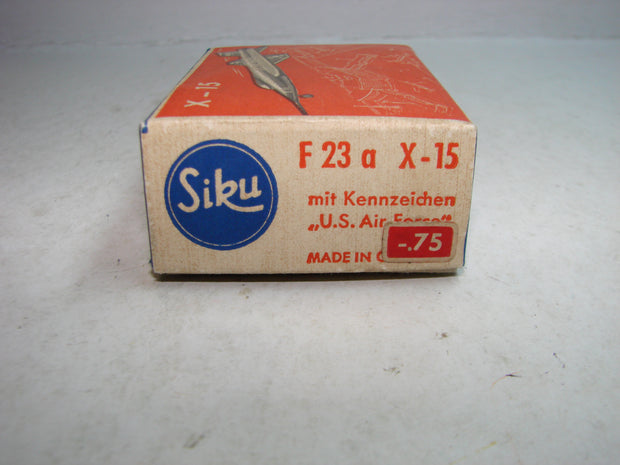 X-15
Siku
F 23 a X-15
mit Kennzeichen
„U.S. Air Force"
-.75
MADE IN